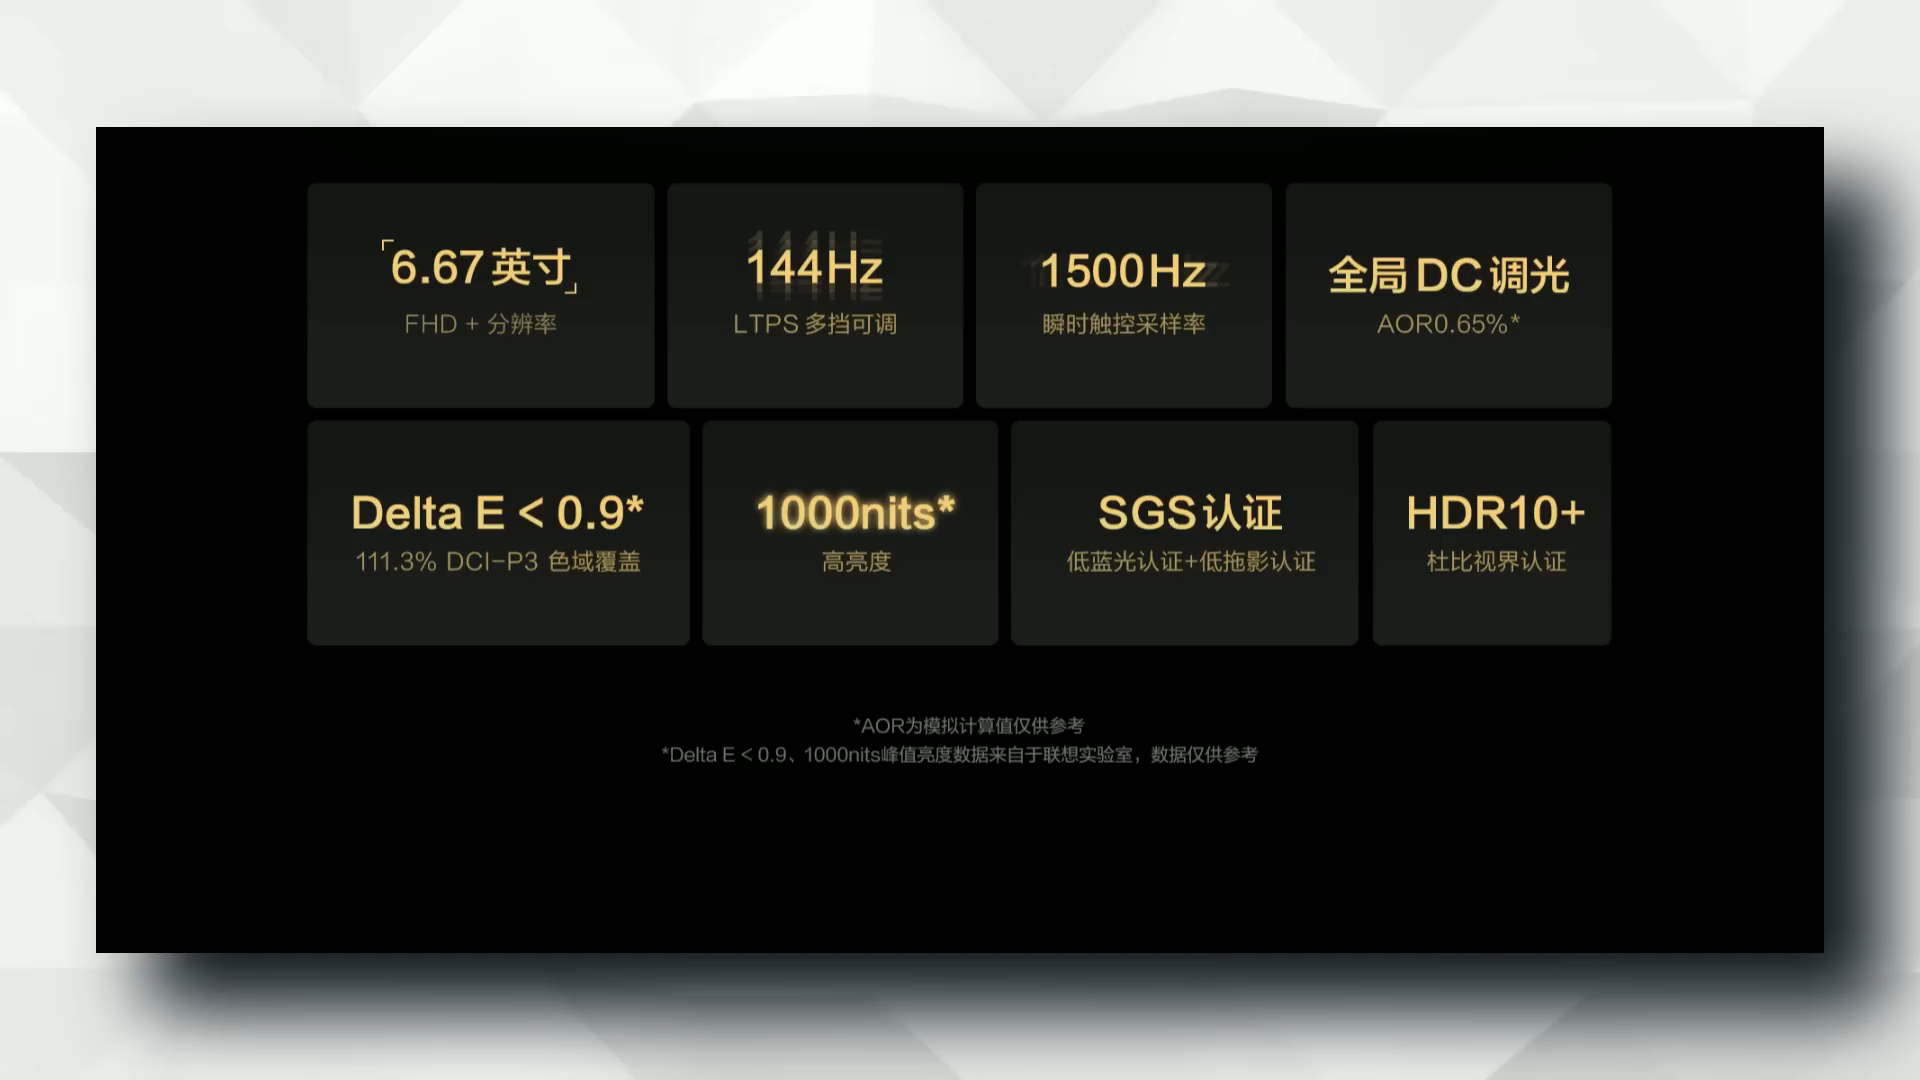 「6.67英寸」
FHD + 分辨率
144Hz
LTPS 多挡可调
1500Hz
瞬时触控采样率
全局DC调光
AOR0.65%*
Delta E < 0.9*
111.3% DCI-P3 色域覆盖
1000nits*
高亮度
SGS认证
低蓝光认证+低拖影认证
HDR10+
杜比视界认证
*AOR为模拟计算值仅供参考
*Delta E < 0.9、1000nits峰值亮度数据来自于联想实验室，数据仅供参考